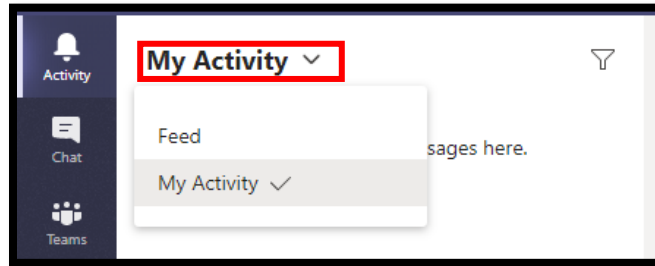 Activity
Chat
Teams
My Activity
Feed
sages here.
My Activity